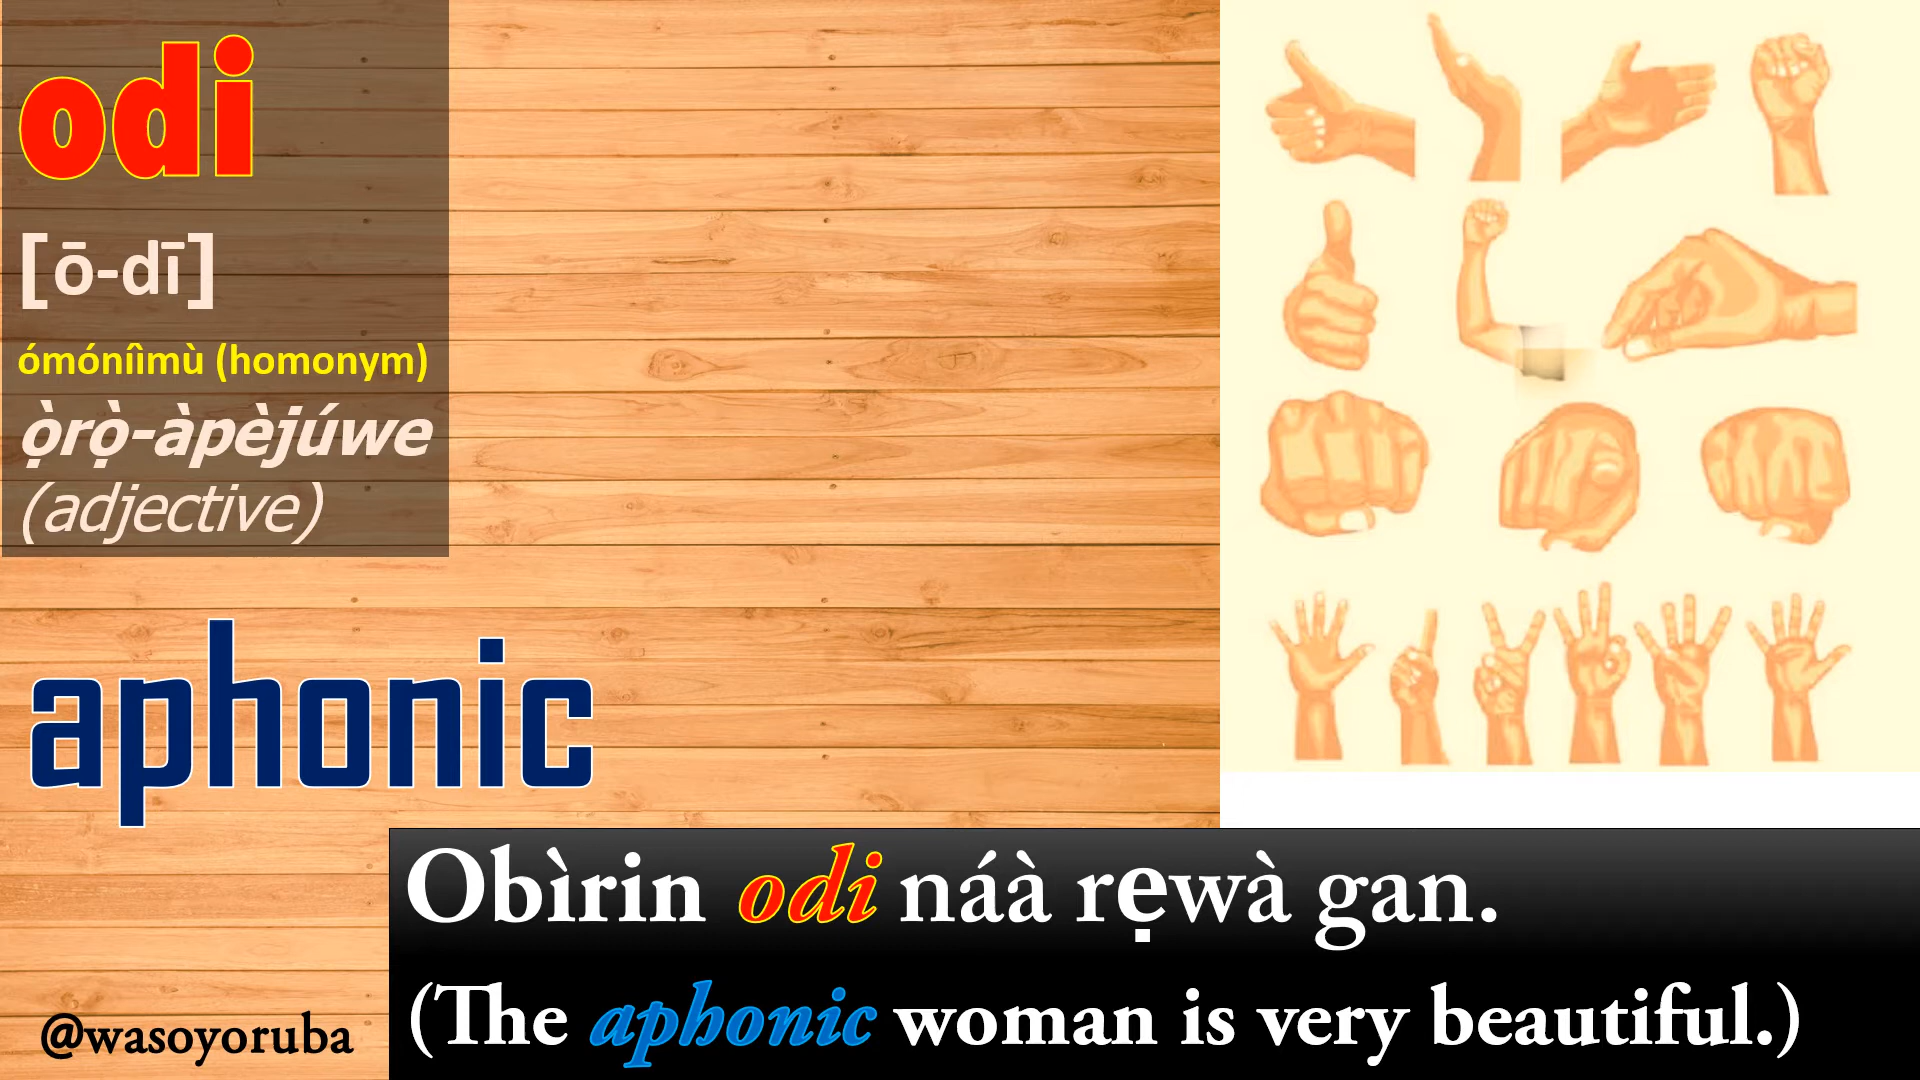 odi
[ō-dī]
ómóníìmù (homonym)
ọ̀rọ̀-àpèjúwe
(adjective)
aphonic
Obìrin odi náà rẹwà gan.
(The aphonic woman is very beautiful.)
@wasoyoruba